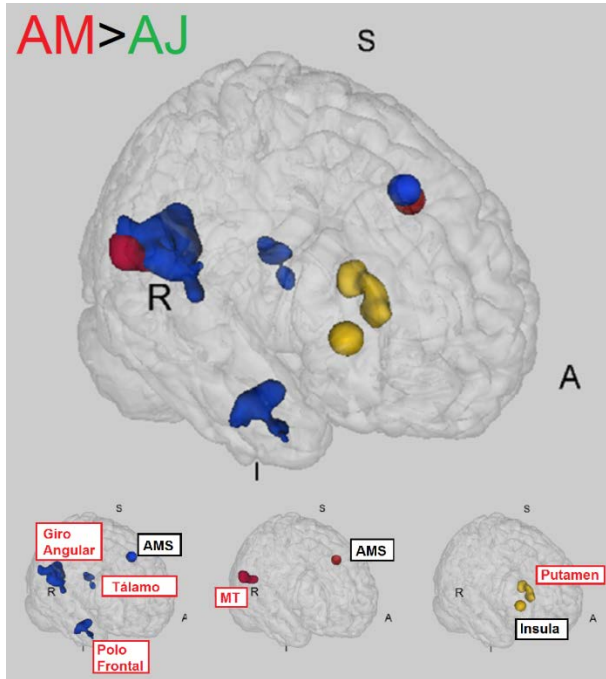 AM>AJ
S
R
A
I
S
Giro
Angular
AMS
R
Tálamo
A
Polo
Frontal
I
S
AMS
MT
R
A
I
S
Putamen
R
Insula
A
I